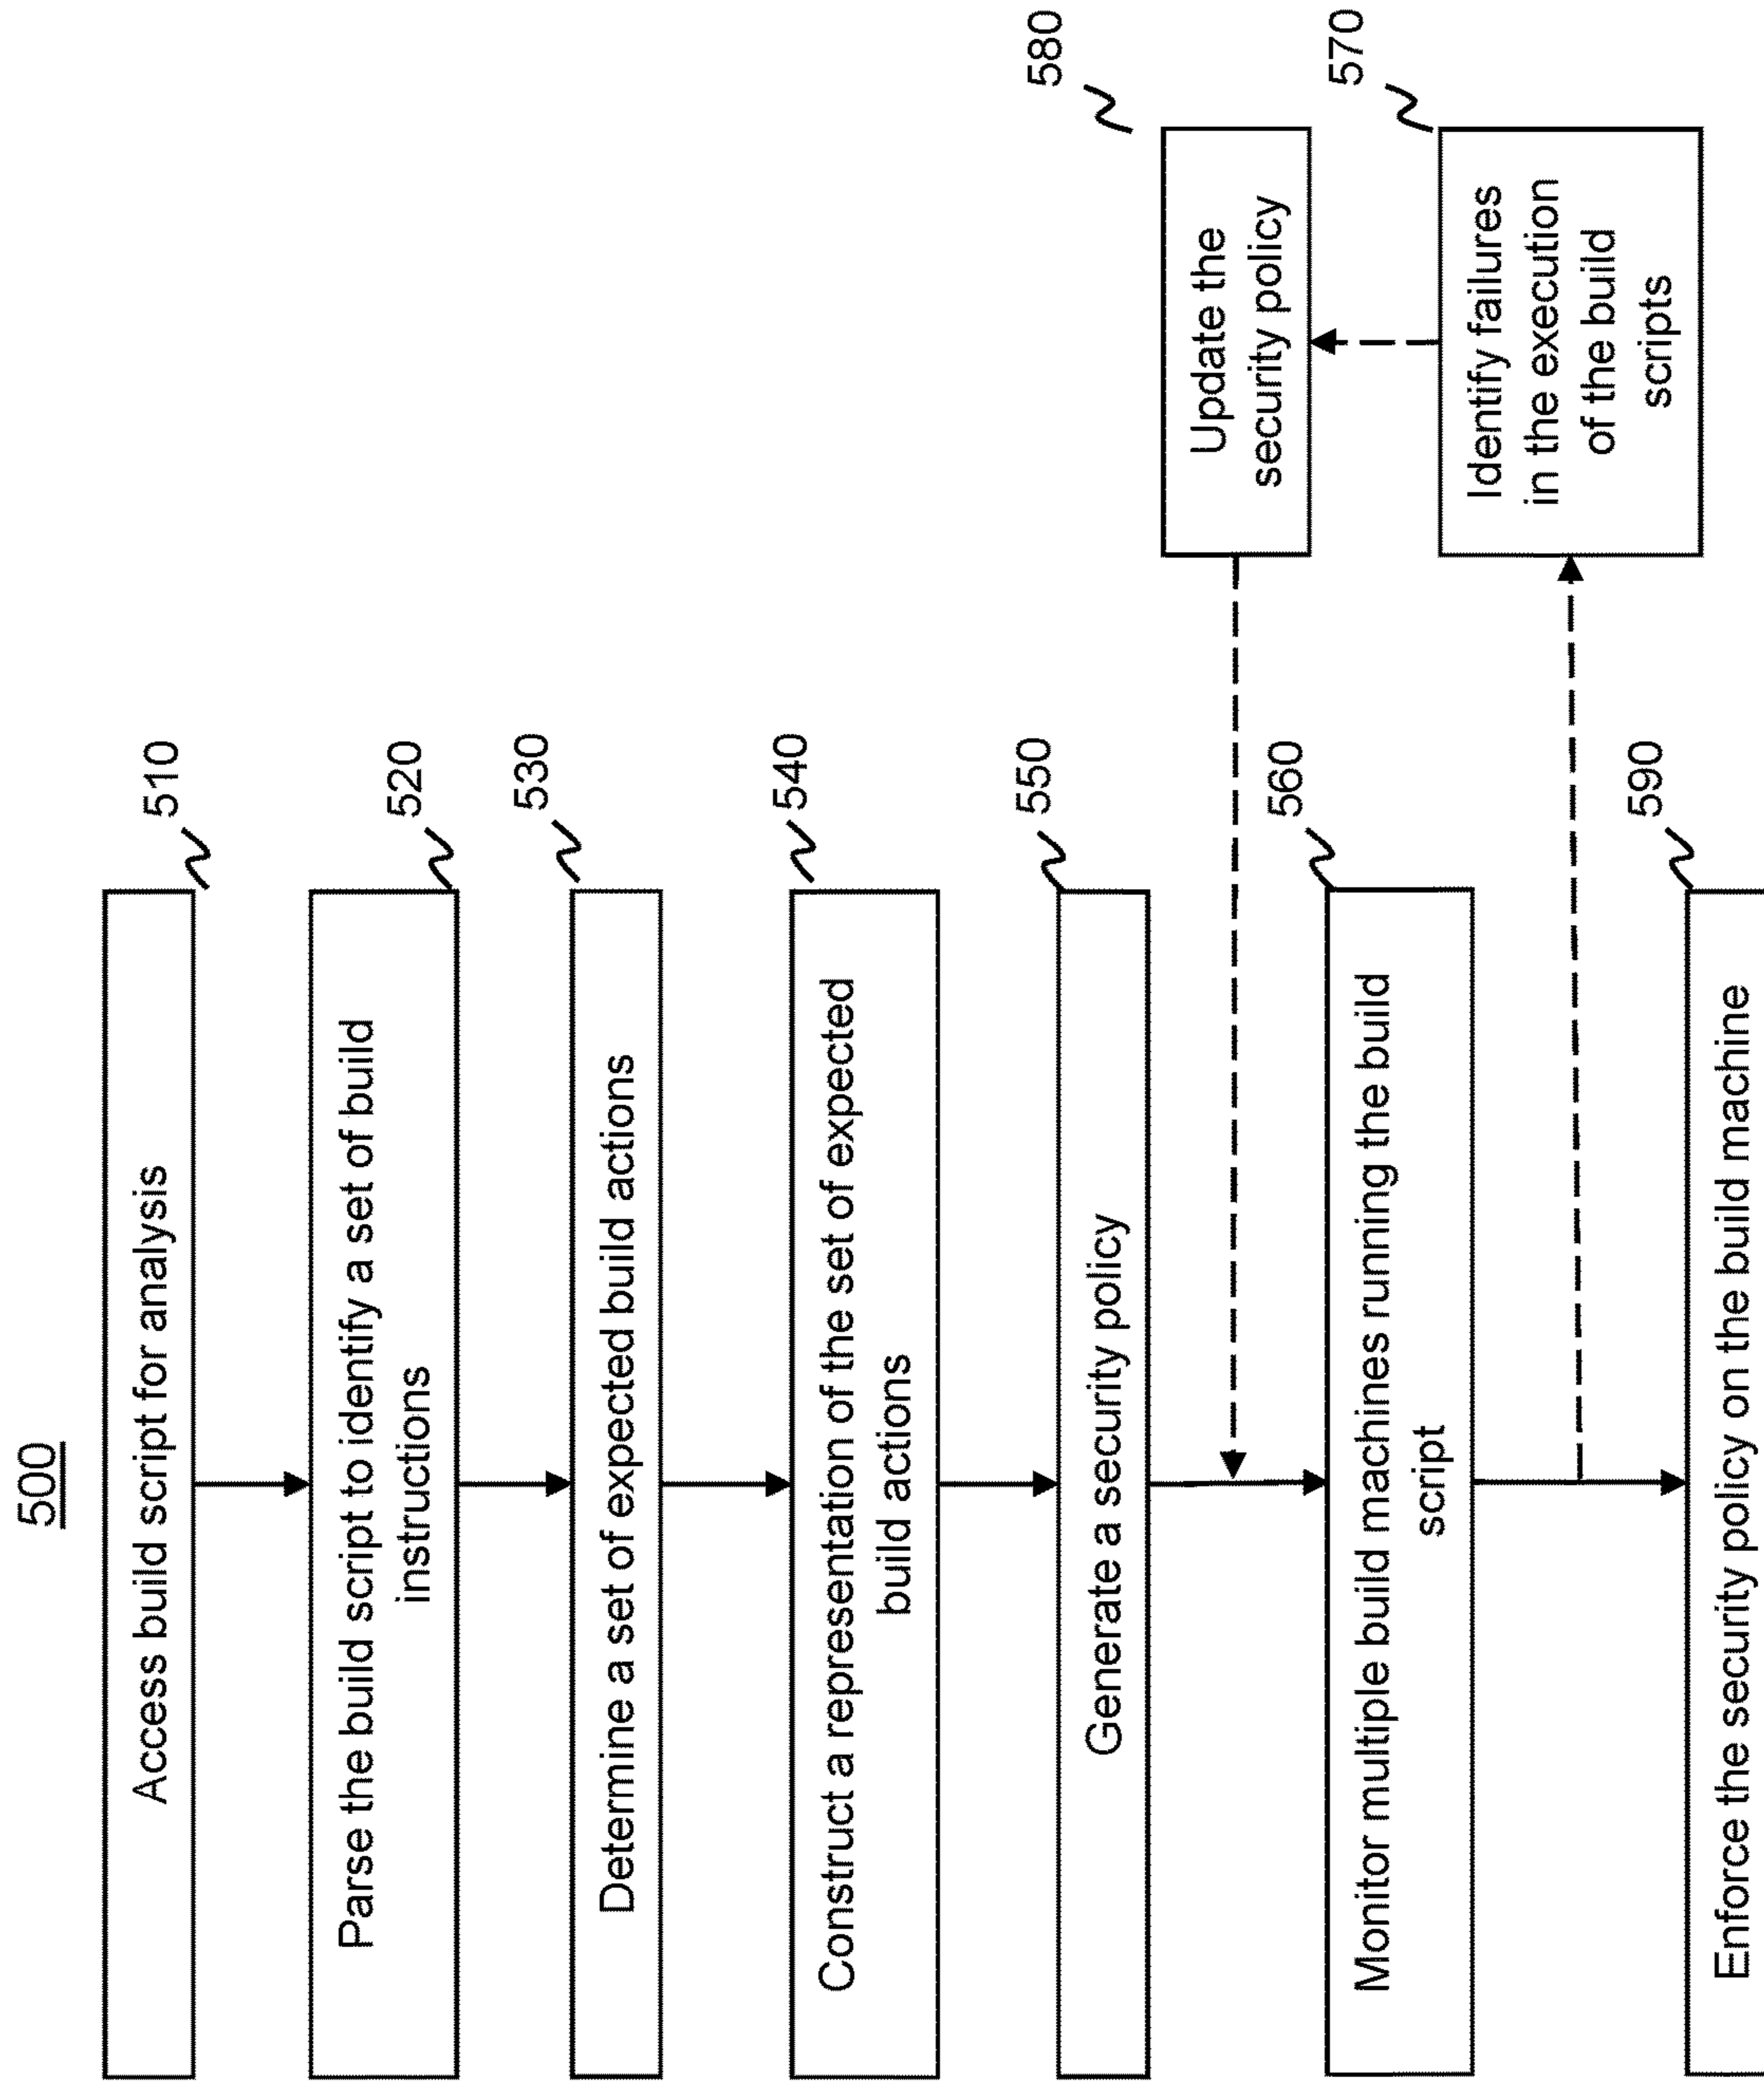 500
Access build script for analysis
510
Parse the build script to identify a set of build
instructions
520
Determine a set of expected build actions
530
Construct a representation of the set of expected
build actions
540
Generate a security policy
550
Update the
security policy
580
Monitor multiple build machines running the build
script
560
Identify failures
in the execution
of the build
scripts
570
Enforce the security policy on the build machine
590